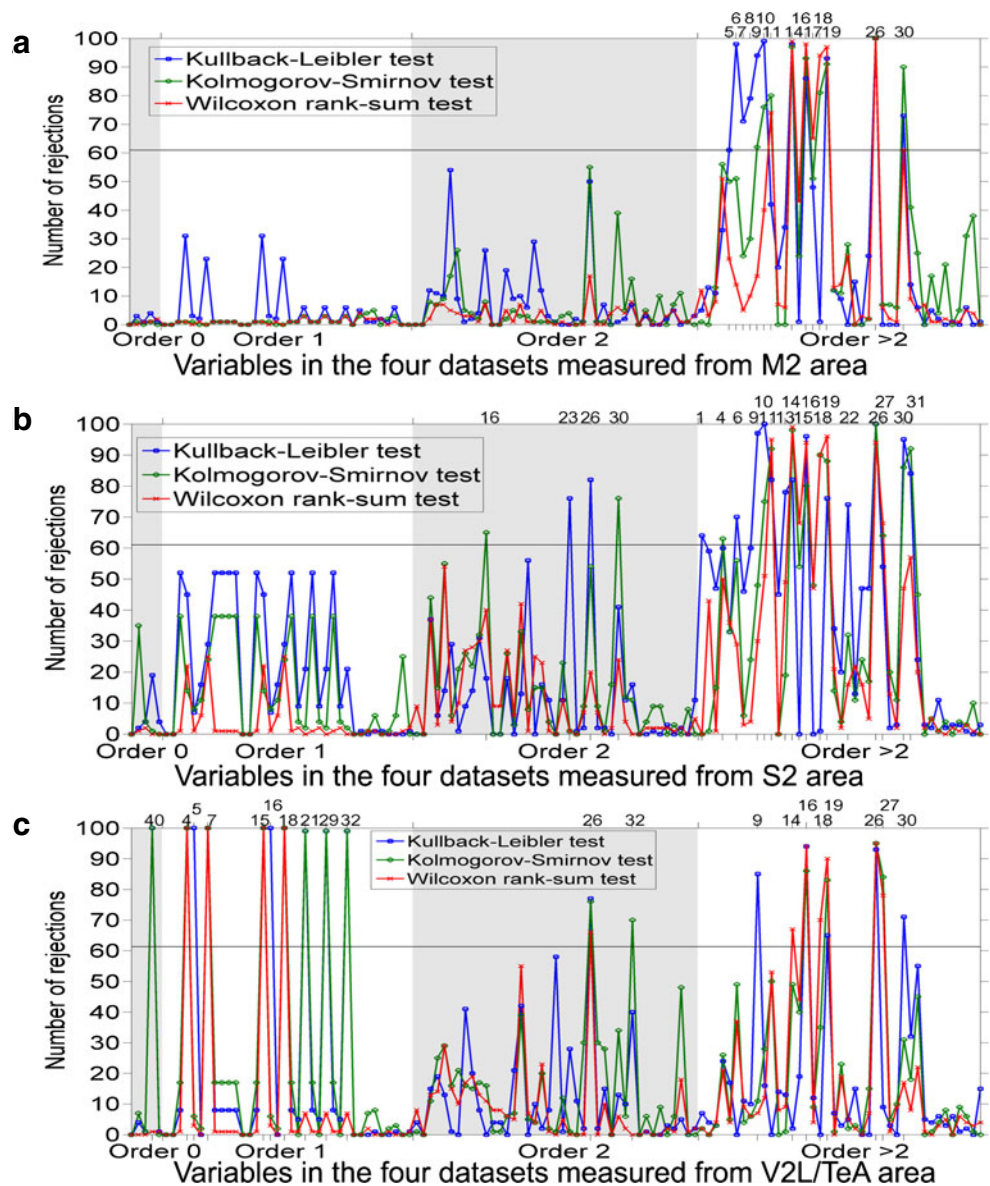 a
6 8 10 16 18
5 7 9 11 14 17 19 26 30
100
90
80
70
60
50
40
30
20
10
0
Number of rejections
Kullback-Leibler test
Kolmogorov-Smirnov test
Wilcoxon rank-sum test
Order 0 Order 1 Order 2 Order >2
Variables in the four datasets measured from M2 area
b
10 14 16 19 27 31
16 23 26 30 1 4 6 9 11 13 15 18 22 26 30
100
90
80
70
60
50
40
30
20
10
0
Number of rejections
Kullback-Leibler test
Kolmogorov-Smirnov test
Wilcoxon rank-sum test
Order 0 Order 1 Order 2 Order >2
Variables in the four datasets measured from S2 area
c
5 16 16 19 27
40 4 7 15 18 21 29 32 26 32 9 14 18 26 30
100
90
80
70
60
50
40
30
20
10
0
Number of rejections
Kullback-Leibler test
Kolmogorov-Smirnov test
Wilcoxon rank-sum test
Order 0 Order 1 Order 2 Order >2
Variables in the four datasets measured from V2L/TeA area